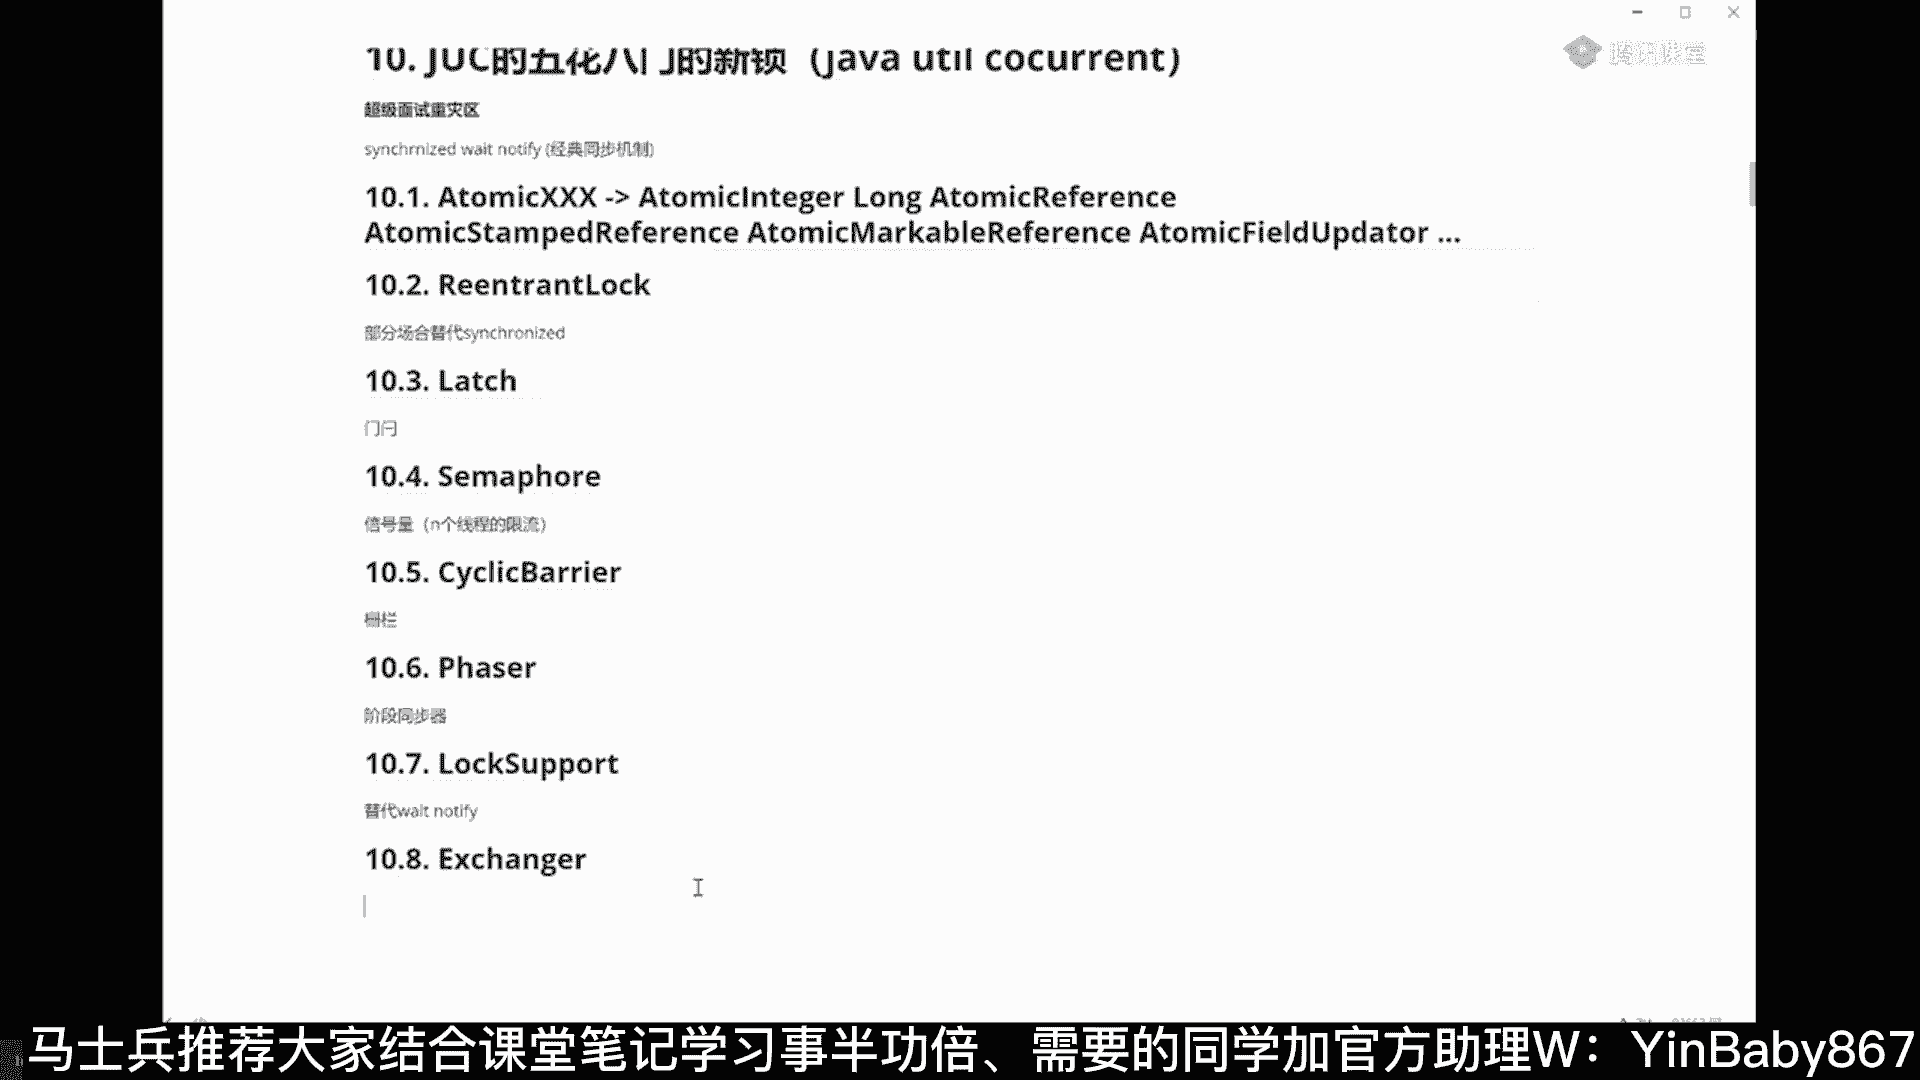 10. JUC的五花八门的新锁（java util cocurrent）
腾讯课堂
超级面试重灾区
synchrnized wait notify (经典同步机制)
10.1. AtomicXXX -> AtomicInteger Long AtomicReference
AtomicStampedReference AtomicMarkableReference AtomicFieldUpdator ...
10.2. ReentrantLock
部分场合替代synchronized
10.3. Latch
门闩
10.4. Semaphore
信号量（n个线程的限流）
10.5. CyclicBarrier
栅栏
10.6. Phaser
阶段同步器
10.7. LockSupport
替代wait notify
10.8. Exchanger
马士兵推荐大家结合课堂笔记学习事半功倍、需要的同学加官方助理W：YinBaby867